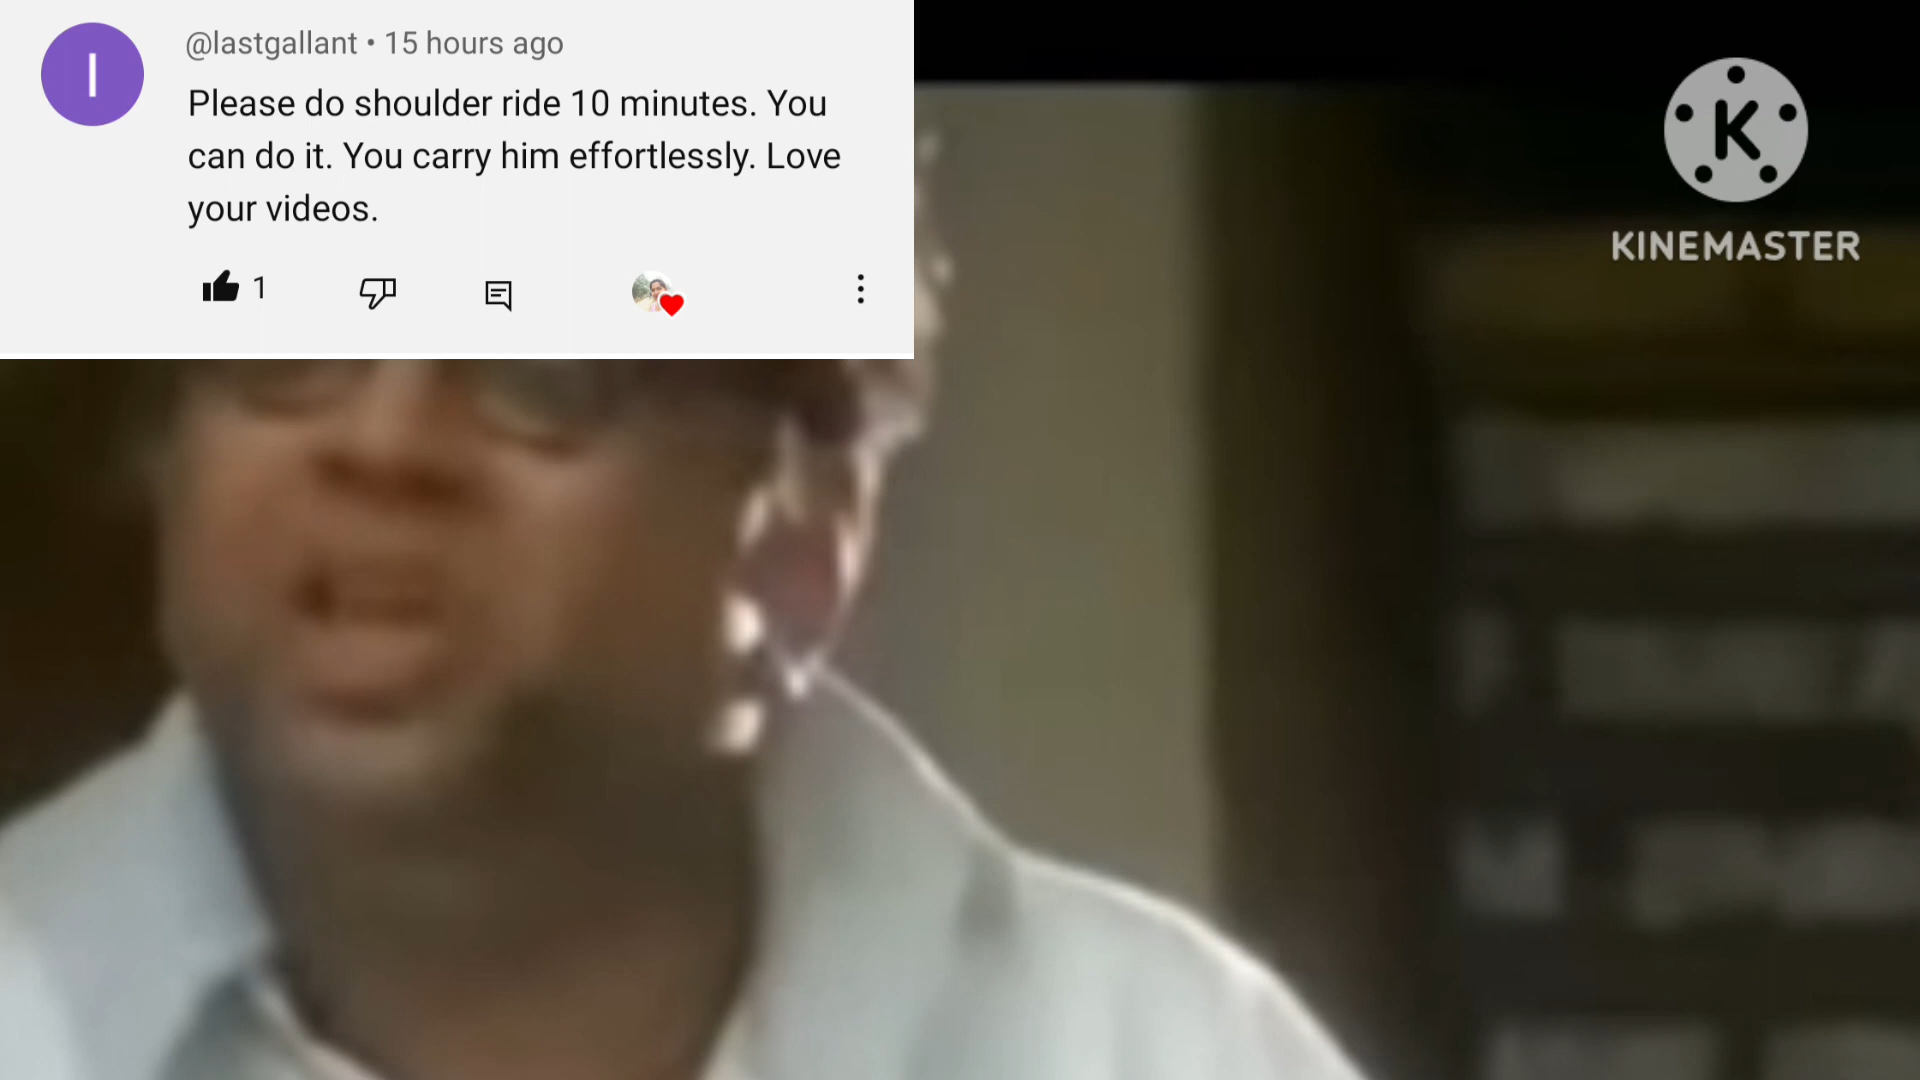 @lastgallant • 15 hours ago
I
Please do shoulder ride 10 minutes. You
can do it. You carry him effortlessly. Love
your videos.
1
K
KINEMASTER